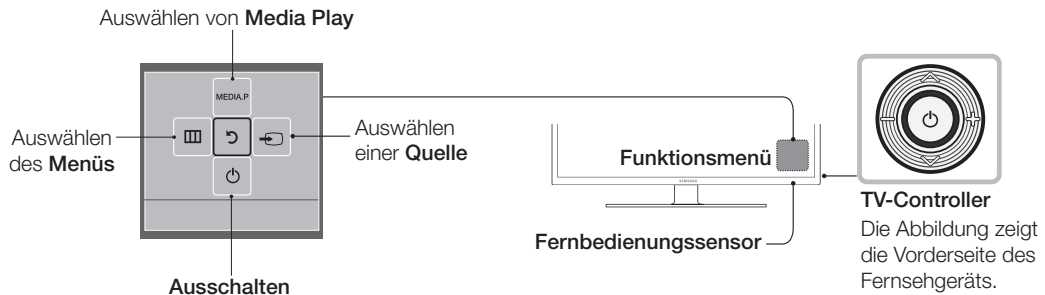 Auswählen von Media Play
MEDIA.P
Auswählen
des Menüs
Auswählen
einer Quelle
Ausschalten
Funktionsmenü
SAMSUNG
Fernbedienungssensor
TV-Controller
Die Abbildung zeigt
die Vorderseite des
Fernsehgeräts.